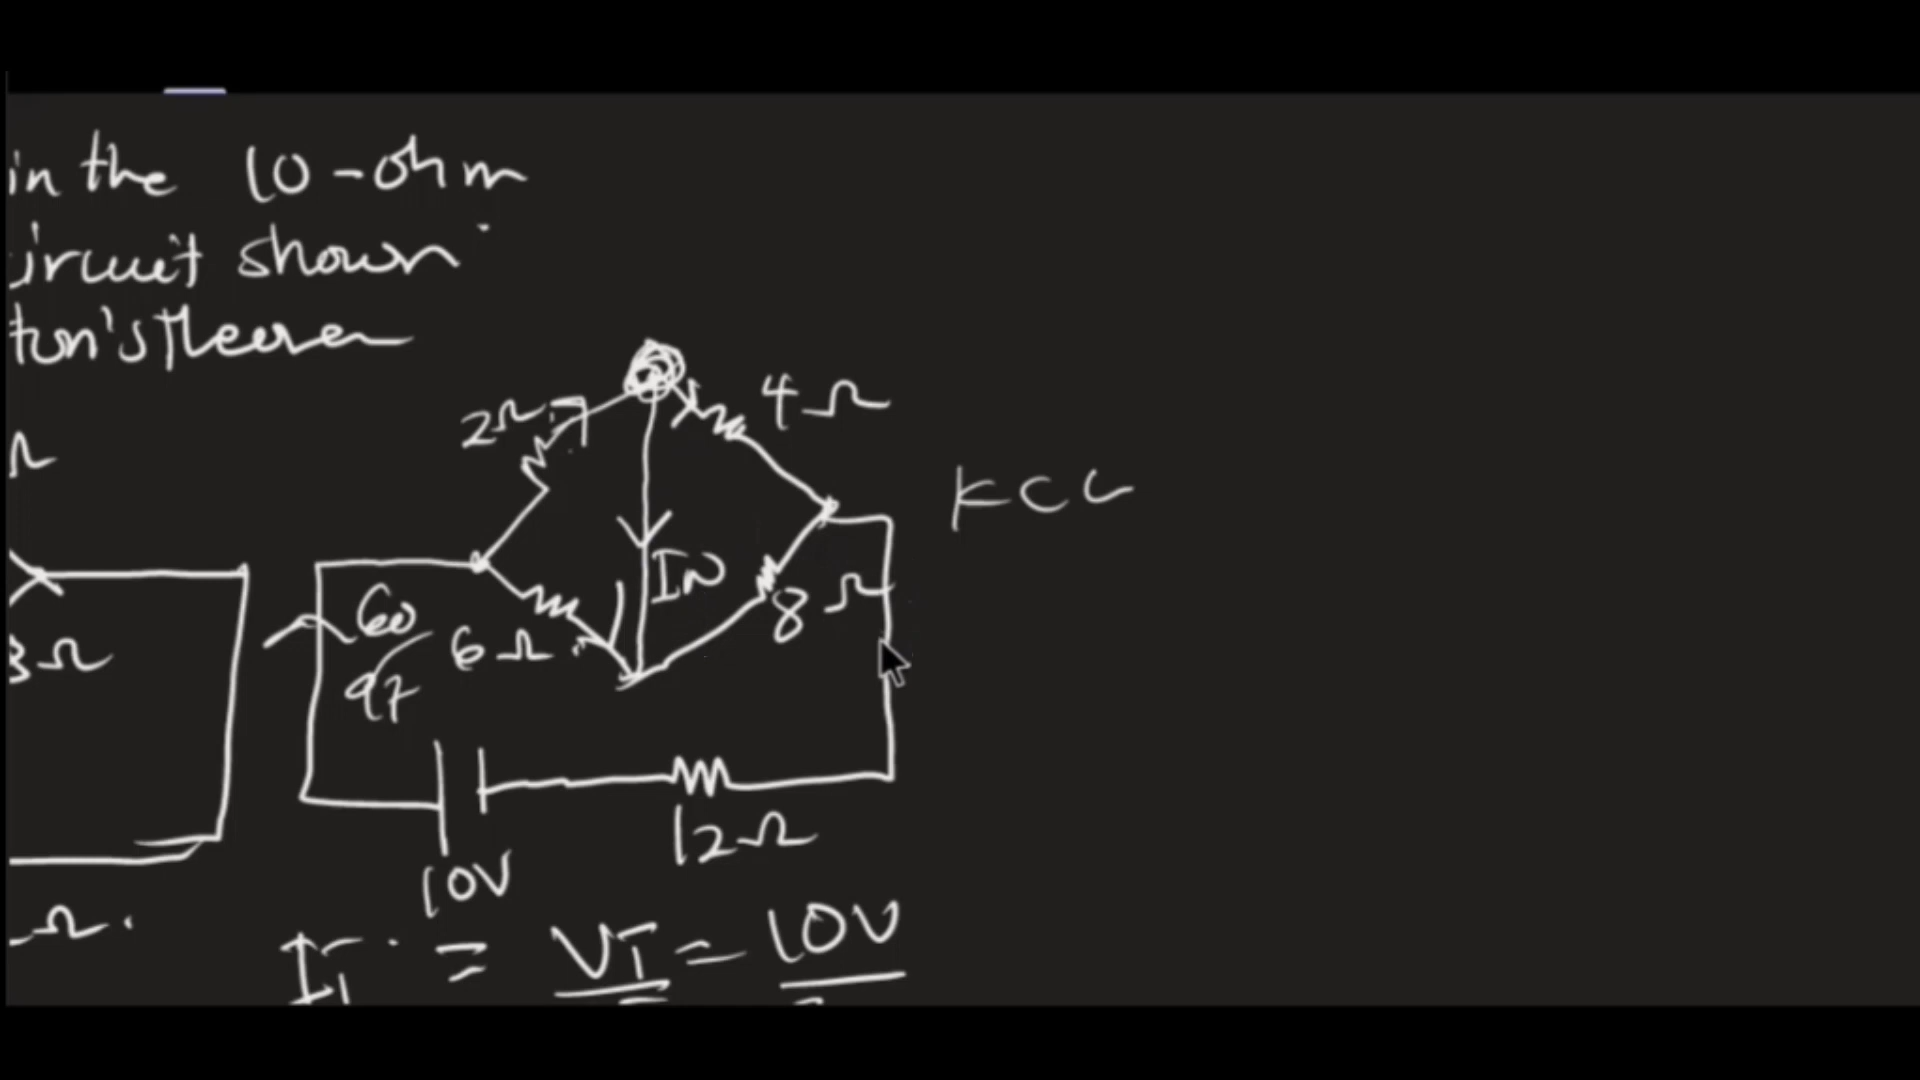 in the 10-ohm
ircuit shown
ton's Theore
Ω
2Ω
4Ω
KCL
IN
60
97
6Ω
8Ω
3Ω
10V
12Ω
Ω.
IT = VT = 10V